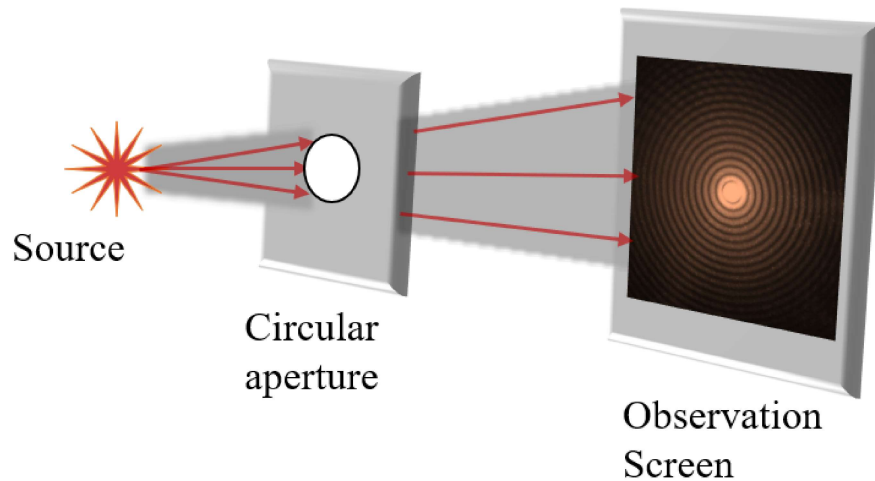 Source
Circular
aperture
Observation
Screen